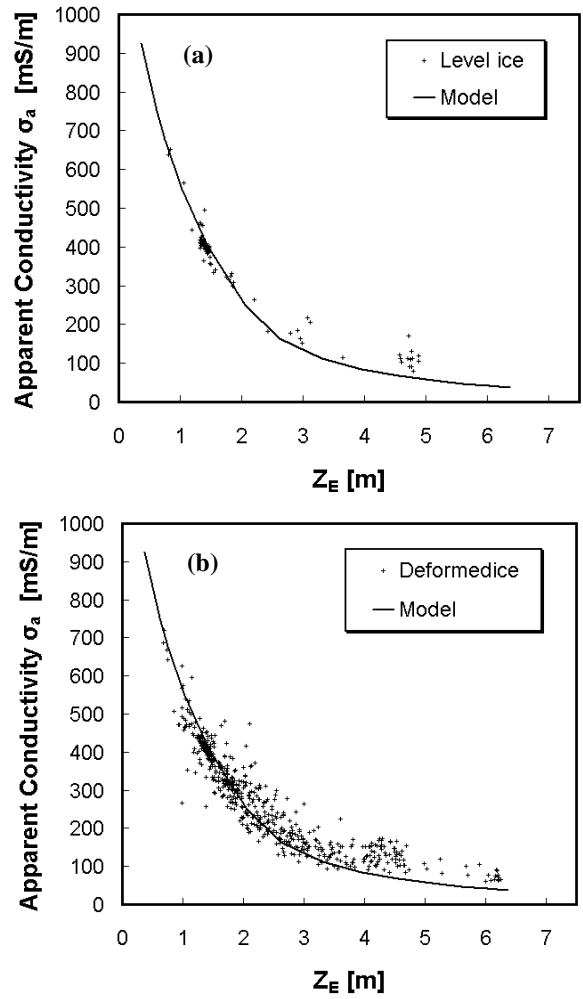 1000
900
800
700
600
500
400
300
200
100
0
(a)
Level ice
Model
Apparent Conductivity σa [mS/m]
0 1 2 3 4 5 6 7
ZE [m]
1000
900
800
700
600
500
400
300
200
100
0
(b)
Deformedice
Model
Apparent Conductivity σa [mS/m]
0 1 2 3 4 5 6 7
ZE [m]